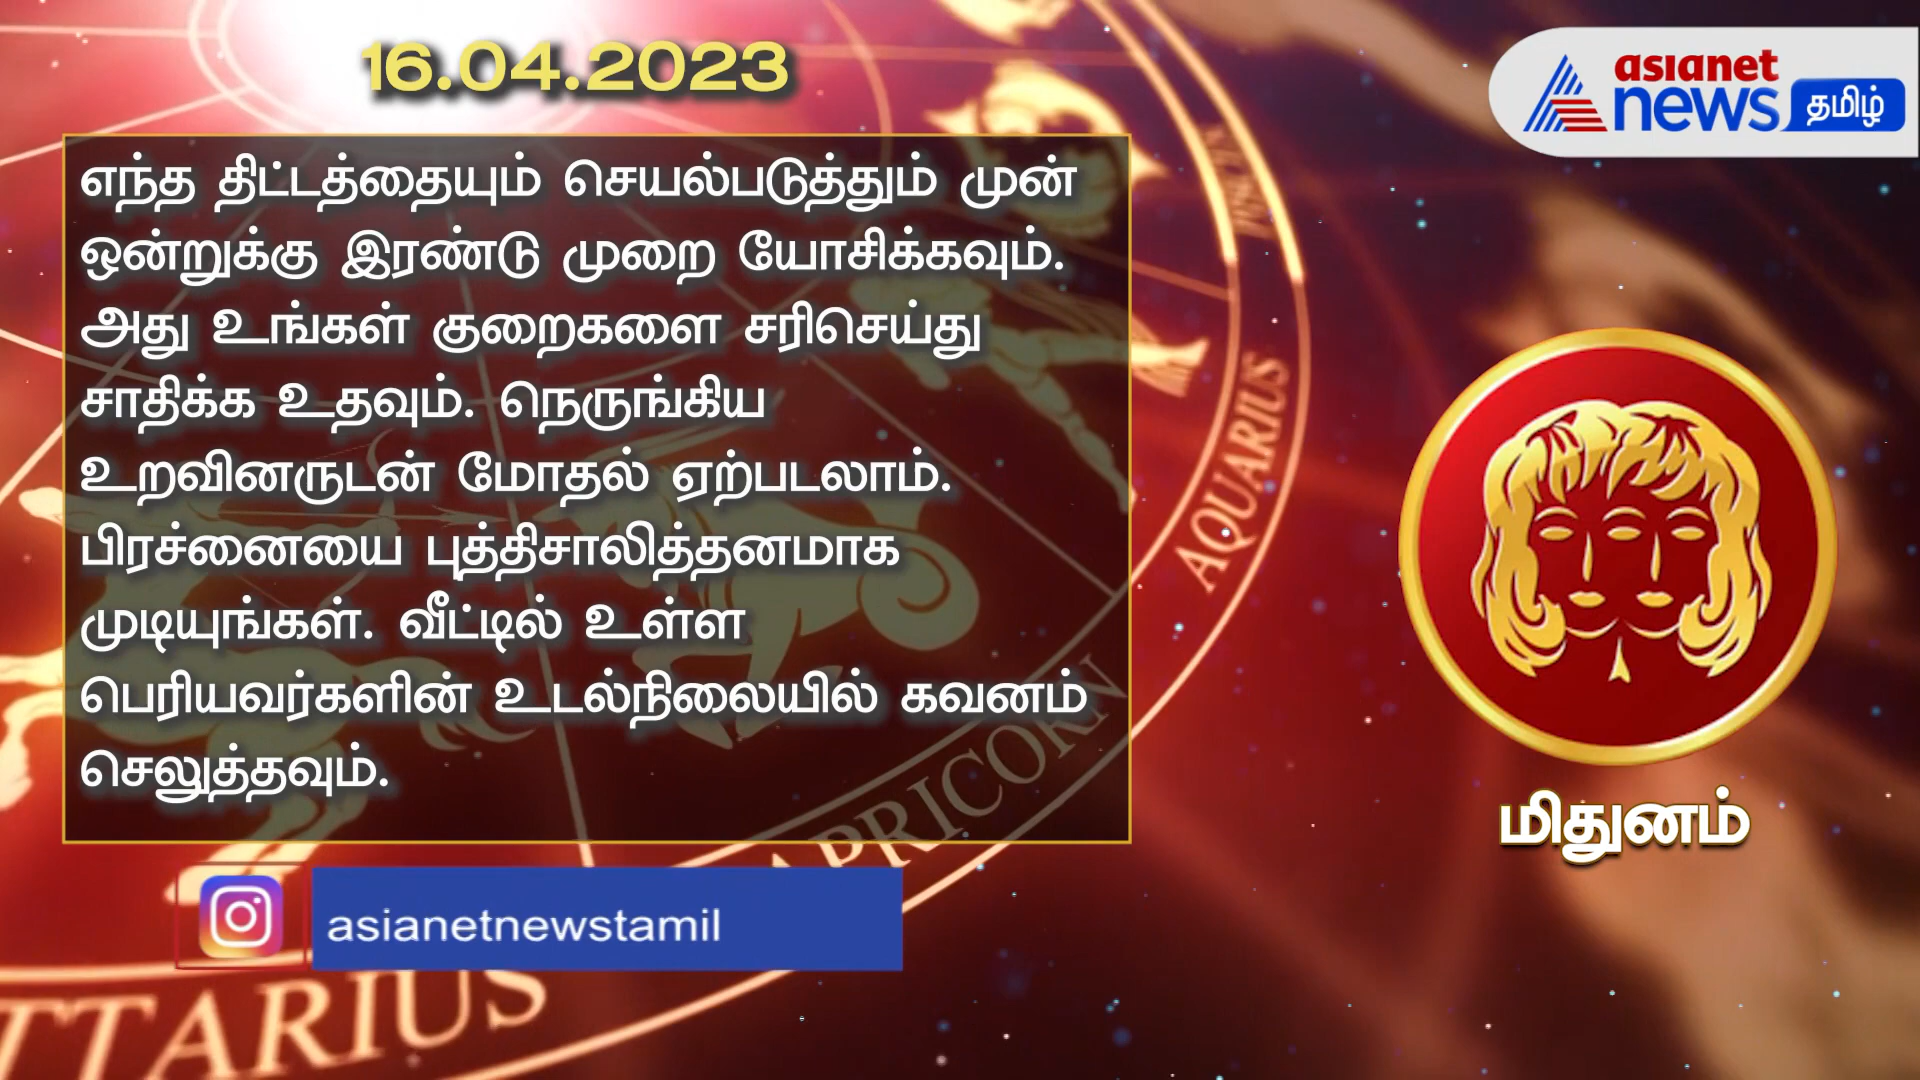 16.04.2023
asianet
news தமிழ்
எந்த திட்டத்தையும் செயல்படுத்தும் முன்
ஒன்றுக்கு இரண்டு முறை யோசிக்கவும்.
அது உங்கள் குறைகளை சரிசெய்து
சாதிக்க உதவும். நெருங்கிய
உறவினருடன் மோதல் ஏற்படலாம்.
பிரச்னையை புத்திசாலித்தனமாக
முடியுங்கள். வீட்டில் உள்ள
பெரியவர்களின் உடல்நிலையில் கவனம்
செலுத்தவும்.
மிதுனம்
asianetnewstamil
AQUARIUS
APRICORN
TTARIUS